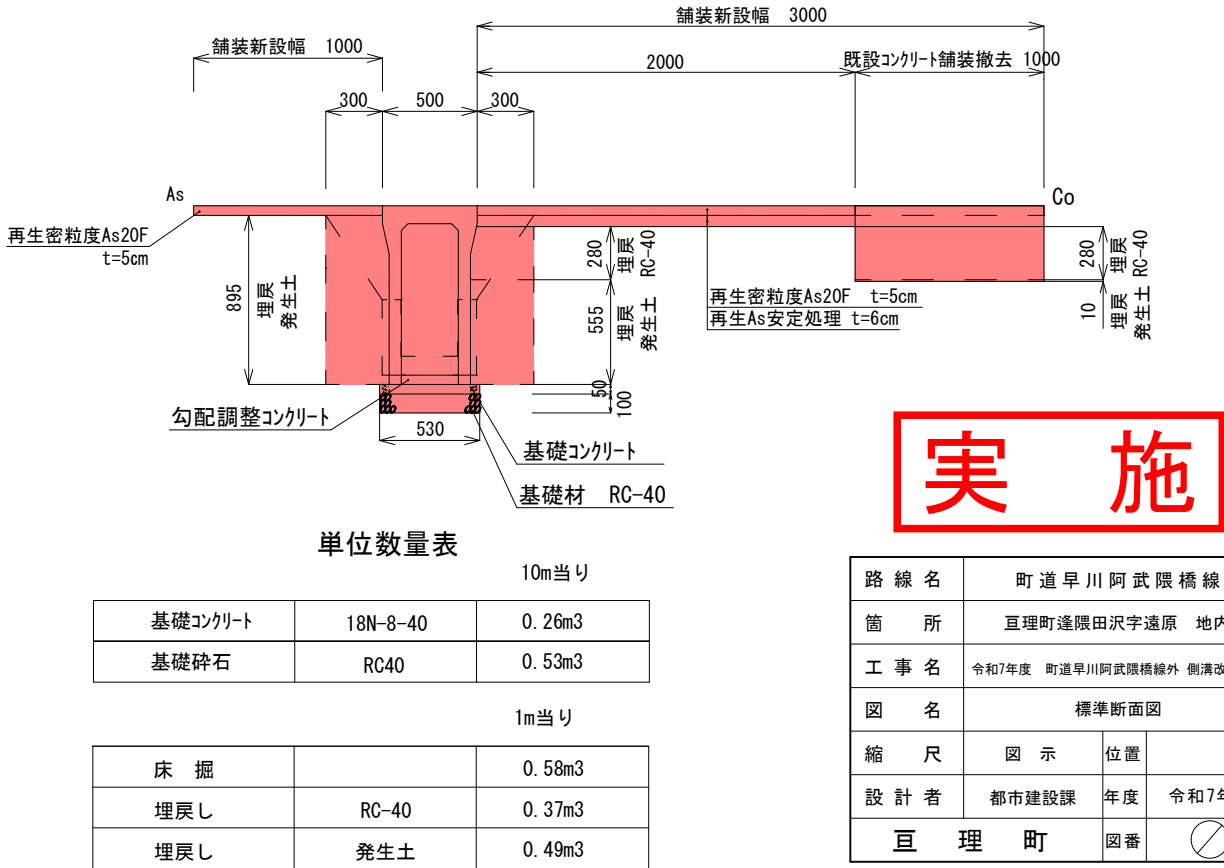 舗装新設幅 3000
舗装新設幅 1000
2000
既設コンクリート舗装撤去 1000
300
500
300
As
Co
再生密粒度As20F
t=5cm
895
埋戻
発生土
280
埋戻
RC-40
555
埋戻
発生土
50
100
280
埋戻
RC-40
10
埋戻
発生土
再生密粒度As20F t=5cm
再生As安定処理 t=6cm
勾配調整コンクリート
530
基礎コンクリート
基礎材 RC-40
実 施
単位数量表
10m当り
基礎コンクリート 18N-8-40 0.26m3
基礎砕石 RC40 0.53m3
1m当り
床 掘 0.58m3
埋戻し RC-40 0.37m3
埋戻し 発生土 0.49m3
路線名 町道早川阿武隈橋線
箇 所 亘理町逢隈田沢字遠原 地内
工事名 令和7年度 町道早川阿武隈橋線外 側溝改
図 名 標準断面図
縮 尺 図 示 位置
設計者 都市建設課 年度 令和7年
亘 理 町 図番